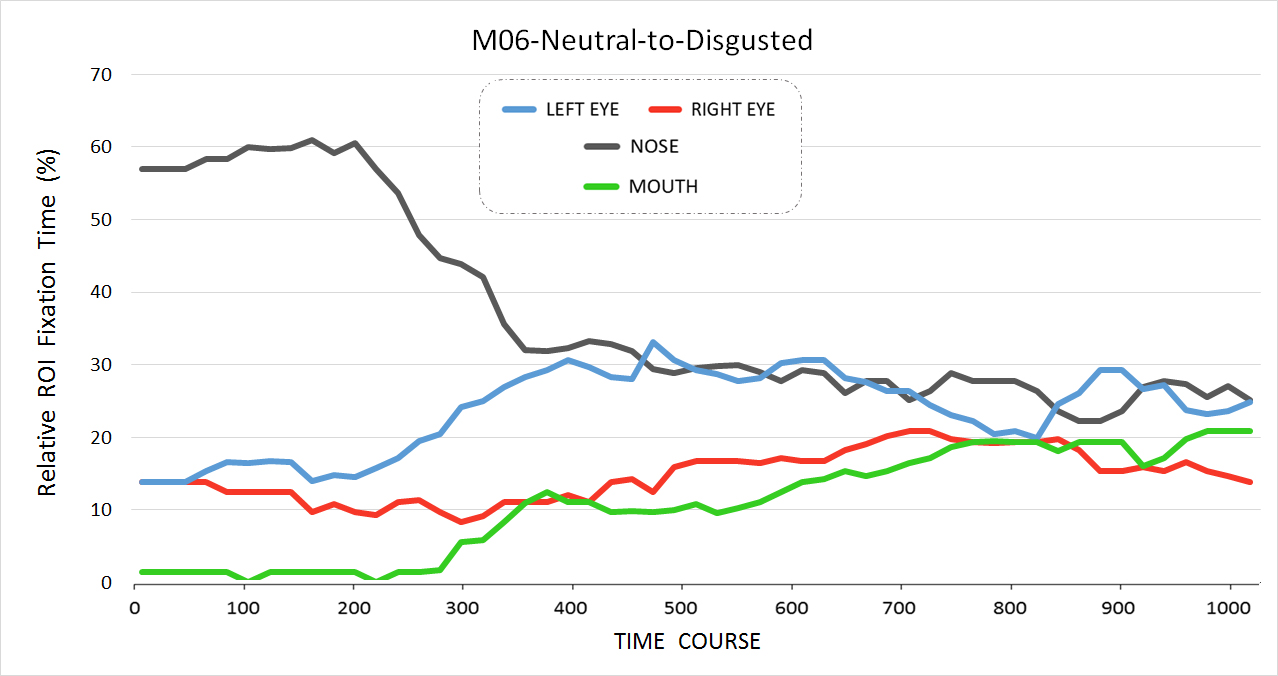 M06-Neutral-to-Disgusted
LEFT EYE RIGHT EYE
NOSE
MOUTH
Relative ROI Fixation Time (%)
70
60
50
40
30
20
10
0
0 100 200 300 400 500 600 700 800 900 1000
TIME COURSE